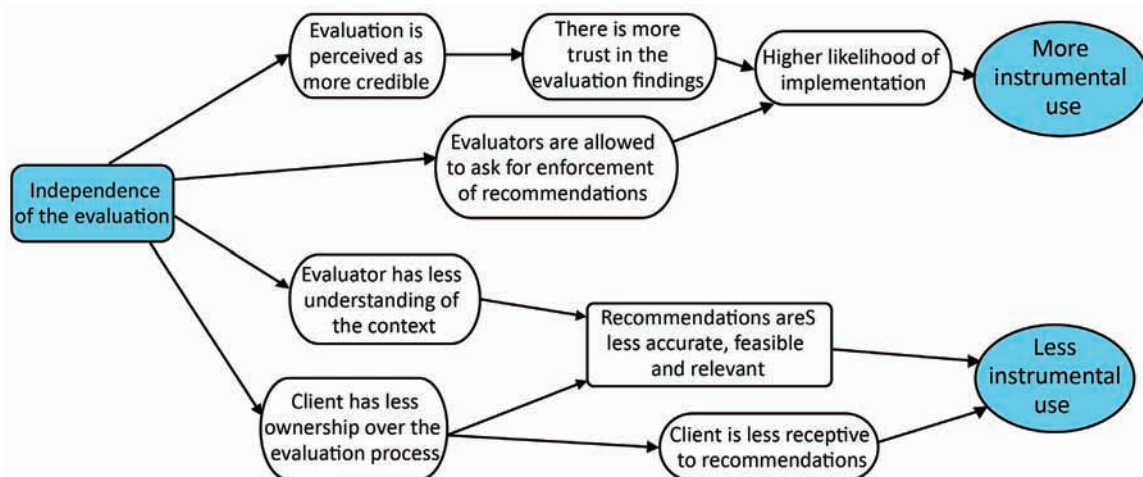 Evaluation is
perceived as
more credible
There is more
trust in the
evaluation findings
Higher likelihood of
implementation
More
instrumental
use
Evaluators are allowed
to ask for enforcement
of recommendations
Independence
of the evaluation
Evaluator has less
understanding of
the context
Recommendations areS
less accurate, feasible
and relevant
Less
instrumental
use
Client has less
ownership over the
evaluation process
Client is less receptive
to recommendations